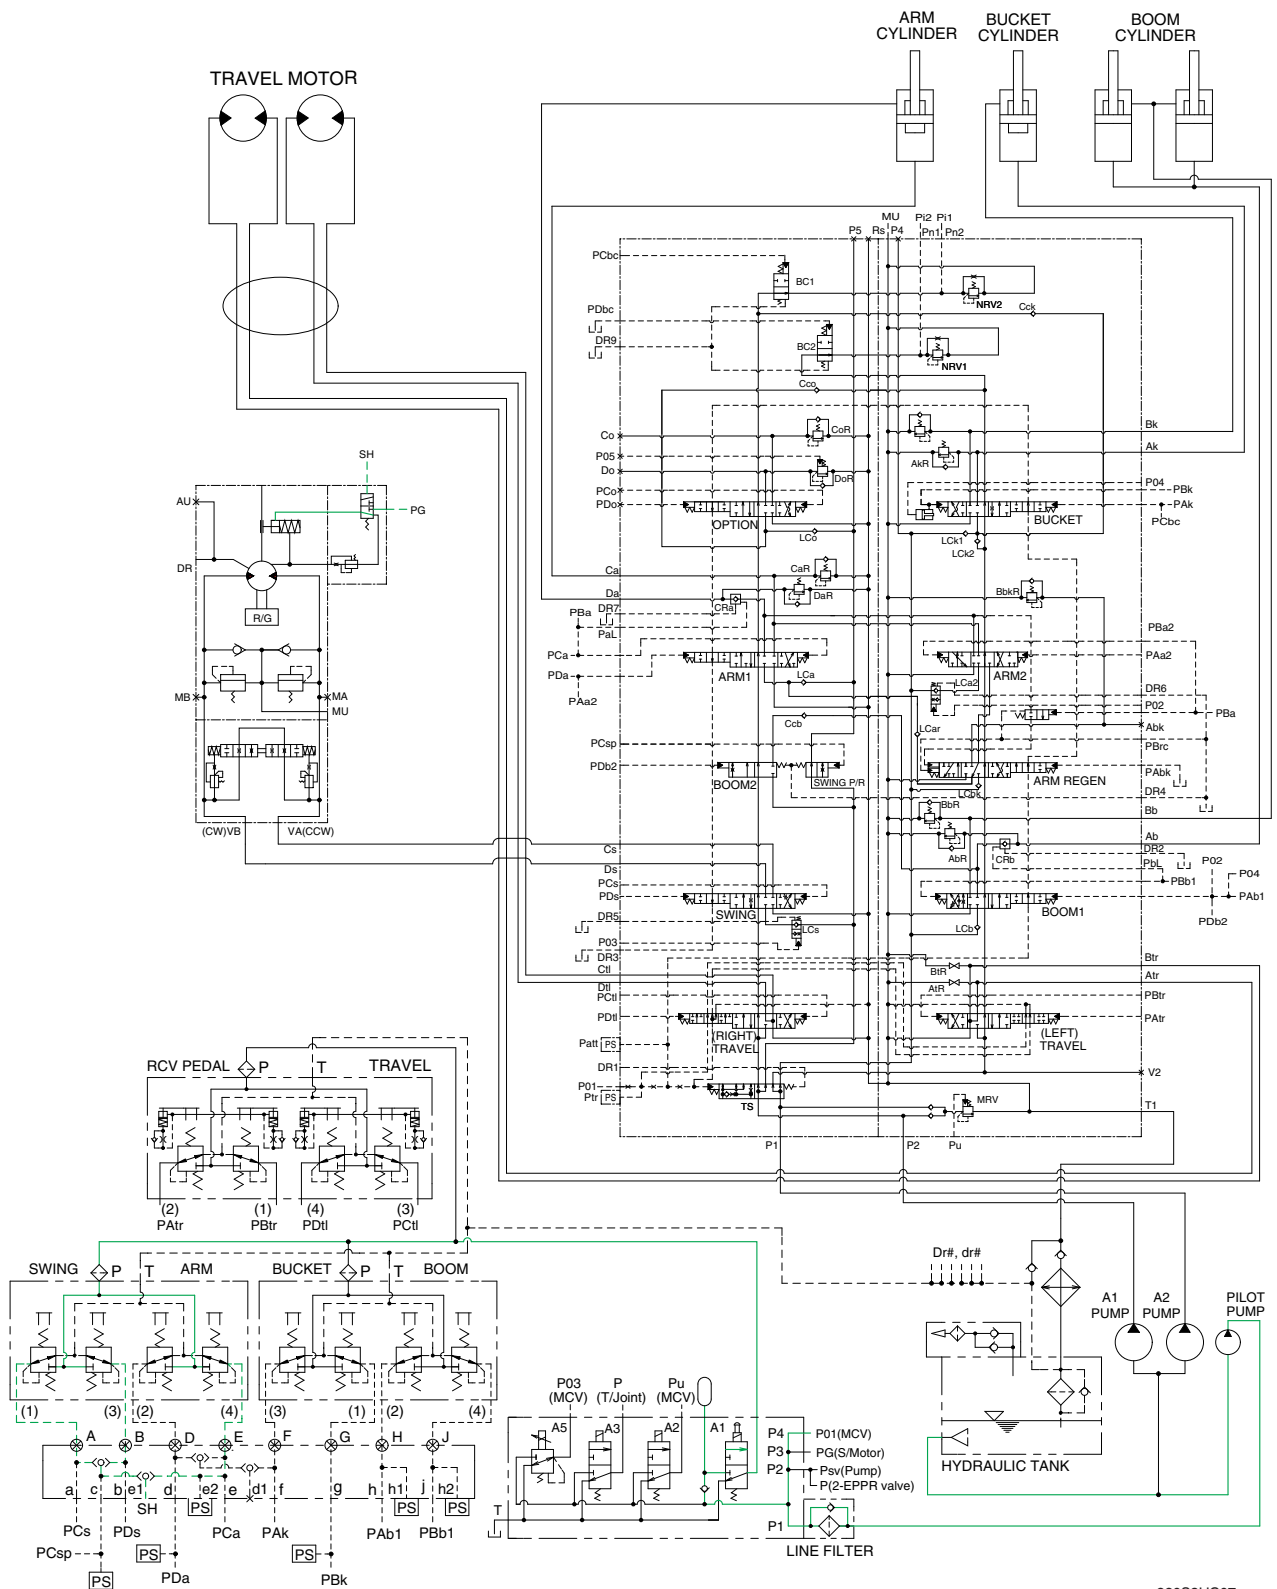 ARM
CYLINDER
BUCKET
CYLINDER
BOOM
CYLINDER
TRAVEL MOTOR
MU
P5
Rs
P4
Pi2
Pi1
Pn1
Pn2
PCbc
BC1
NRV2
Cck
PDbc
DR9
BC2
NRV1
Cco
Co
CoR
Bk
P05
AkR
Ak
Do
DoR
P04
PBk
PCo
PAk
PDo
OPTION
BUCKET
PCbc
LCo
LCk1
LCk2
SH
AU
PG
DR
R/G
MB
MA
MU
(CW)VB
VA(CCW)
Ca
CaR
Da
DaR
CRa
BbkR
PBa
DR7
PaL
PBa2
PCa
PAa2
PDa
ARM1
ARM2
PAa2
LCa
LCa2
DR6
P02
PBa
Ccb
LCar
Abk
PCsp
PBrc
PDb2
BOOM2
SWING P/R
ARM REGEN
PAbk
LCbk
DR4
BbR
Bb
AbR
CRb
Ab
DR2
Cs
Ds
PbL
P02
PCs
PBb1
P04
PDs
PAb1
SWING
BOOM1
DR5
LCs
LCb
PDb2
P03
DR3
Ctl
BtR
Btr
Dtl
AtR
Atr
PCtl
PBtr
PDtl
PAtr
(RIGHT)
TRAVEL
(LEFT)
TRAVEL
Patt
PS
DR1
P01
Ptr
PS
TS
V2
MRV
T1
P1
P2
Pu
RCV PEDAL
P
T
TRAVEL
(2)
(1)
(4)
(3)
PAtr
PBtr
PDtl
PCtl
SWING
P
T
ARM
BUCKET
P
T
BOOM
(1)
(3)
(2)
(4)
(3)
(1)
(2)
(4)
A
B
D
E
F
G
H
J
a
c
b
e1
d
e2
e
d1
f
g
h
h1
j
h2
SH
PS
PS
PS
PCs
PDs
PCa
PAk
PAb1
PBb1
PCsp
PS
PS
PDa
PS
PBk
Dr#, dr#
A1
PUMP
A2
PUMP
PILOT
PUMP
HYDRAULIC TANK
P03
(MCV)
P
(T/Joint)
Pu
(MCV)
A5
A3
A2
A1
P4
P01(MCV)
P3
PG(S/Motor)
P2
Psv(Pump)
P(2-EPPR valve)
T
P1
LINE FILTER